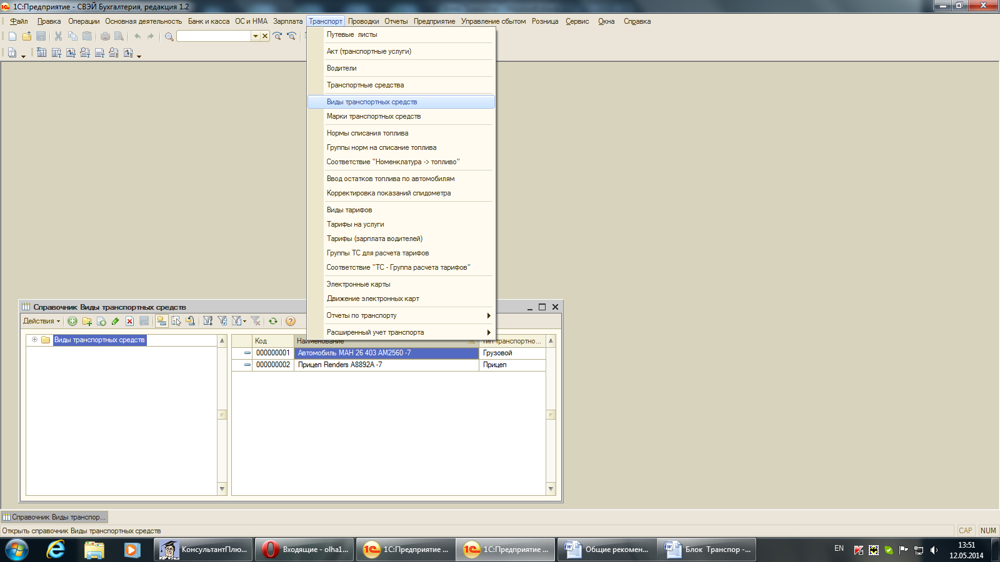 1С:Предприятие - СВЭЙ Бухгалтерия, редакция 1.2
Файл Правка Операции Основная деятельность Банк и касса ОС и НМА Зарплата Транспорт Проводки Отчеты Предприятие Управление сбытом Розница Сервис Окна Справка
Путевые листы
Акт (транспортные услуги)
Водители
Транспортные средства
Виды транспортных средств
Марки транспортных средств
Нормы списания топлива
Группы норм на списание топлива
Соответствие "Номенклатура -> топливо"
Ввод остатков топлива по автомобилям
Корректировка показаний спидометра
Виды тарифов
Тарифы на услуги
Тарифы (зарплата водителей)
Группы ТС для расчета тарифов
Соответствие "ТС - Группа расчета тарифов"
Электронные карты
Движение электронных карт
Отчеты по транспорту
Расширенный учет транспорта
Справочник Виды транспортных средств
Действия
Виды транспортных средств
Код Наименование Тип транспортно...
000000001 Автомобиль МАН 26 403 АМ2560 -7 Грузовой
000000002 Прицеп Renders А8892А -7 Прицеп
Справочник Виды транспор...
Открыть справочник Виды транспортных средств
CAP NUM
КонсультантПлю...
Входящие - olha1...
1С:Предприятие ...
1С:Предприятие ...
Общие рекомен...
Блок Транспор -...
EN
13:51
12.05.2014